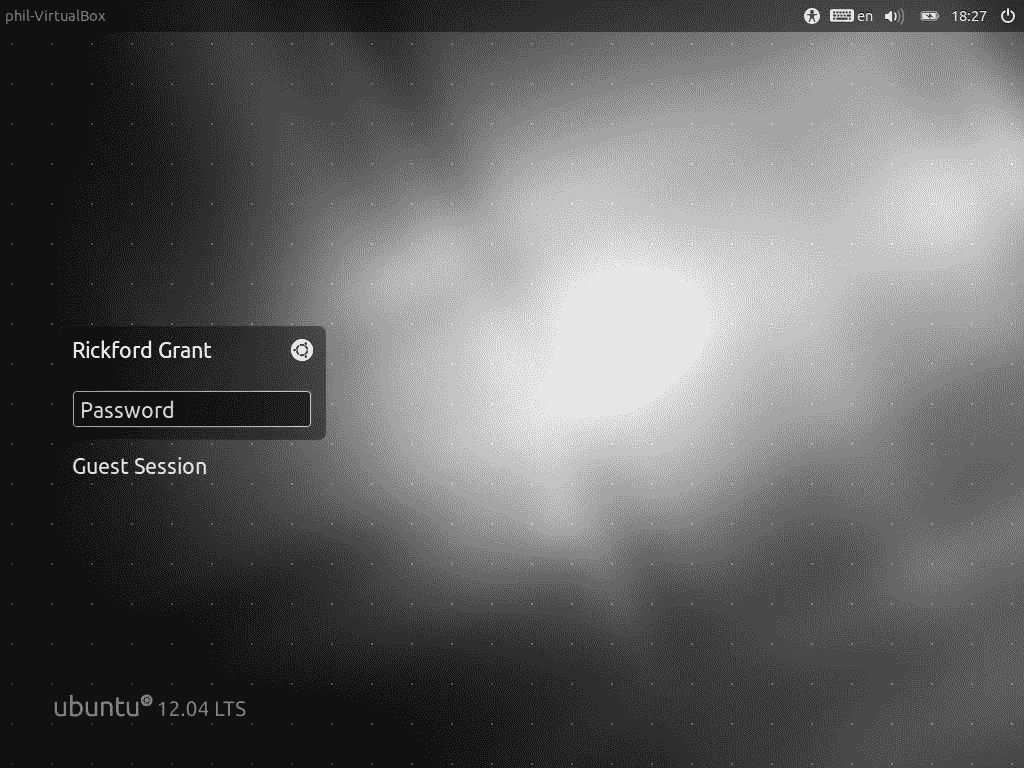 phil-VirtualBox en 18:27
Rickford Grant
Password
Guest Session
ubuntu 12.04 LTS